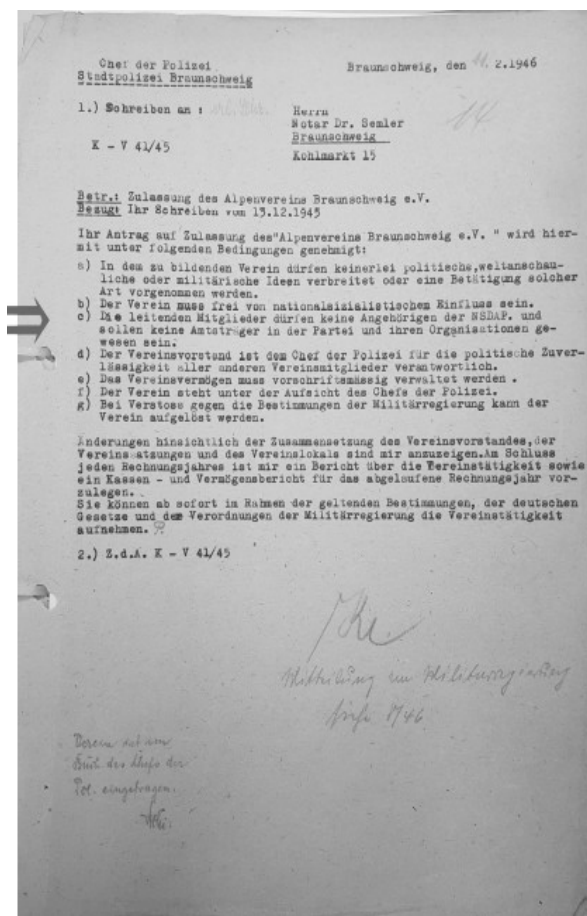 Chef der Polizei
Stadtpolizei Braunschweig
Braunschweig, den 11. 2.1946
1.) Schreiben an :
Herrn
Notar Dr. Semler
Braunschweig
Kohlmarkt 15
14
K - V 41/45
Betr.: Zulassung des Alpenvereins Braunschweig e.V.
Bezug: Ihr Schreiben vom 13.12.1945
Ihr Antrag auf Zulassung des"Alpenvereins Braunschweig e.V. " wird hier-
mit unter folgenden Bedingungen genehmigt:
a) In dem zu bildenden Verein dürfen keinerlei politische,weltanschau-
liche oder militärische Ideen verbreitet oder eine Betätigung solcher
Art vorgenommen werden.
b) Der Verein muss frei von nationalsizialistischem Einfluss sein.
c) Die leitenden Mitglieder dürfen keine Angehörigen der NSDAP. und
sollen keine Amtsträger in der Partei und ihren Organisationen ge-
wesen sein.
d) Der Vereinsvorstand ist dem Chef der Polizei für die politische Zuver-
lässigkeit aller anderen Vereinsmitglieder verantwortlich.
e) Das Vereinsvermögen muss vorschriftsmässig verwaltet werden .
f) Der Verein steht unter der Aufsicht des Chefs der Polizei.
g) Bei Verstoss gegen die Bestimmungen der Militärregierung kann der
Verein aufgelöst werden.
Änderungen hinsichtlich der Zusammensetzung des Vereinsvorstandes,der
Vereinssatzungen und des Vereinslokals sind mir anzuzeigen.Am Schluss
jeden Rechnungsjahres ist mir ein Bericht über die Vereinstätigkeit sowie
ein Kassen - und Vermögensbericht für das abgelaufene Rechnungsjahr vor-
zulegen.
Sie können ab sofort im Rahmen der geltenden Bestimmungen, der deutschen
Gesetze und der Verordnungen der Militärregierung die Vereinstätigkeit
aufnehmen.
2.) Z.d.A. K - V 41/45
Mitteilung an Militärregierung
siehe 8/46
Verein ist im
Buch des Chefs der
Pol. eingetragen.